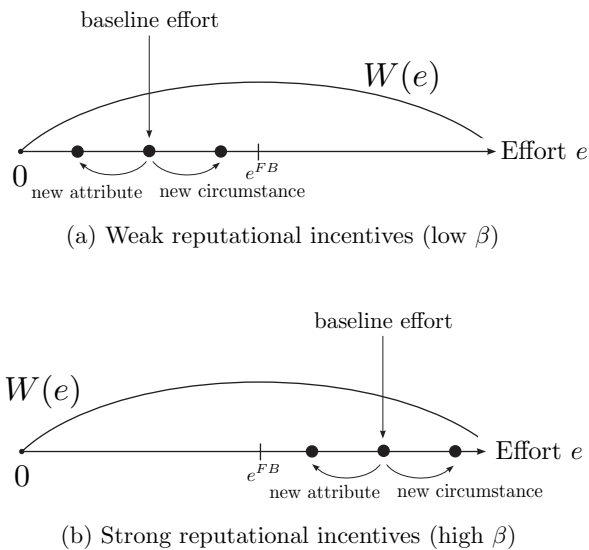 baseline effort
W(e)
Effort e
0
new attribute
new circumstance
e^{FB}
(a) Weak reputational incentives (low β)
baseline effort
W(e)
Effort e
0
e^{FB}
new attribute
new circumstance
(b) Strong reputational incentives (high β)